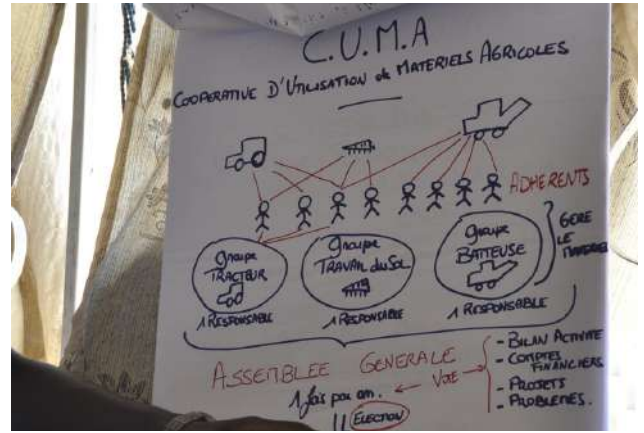 C.U.M.A
COOPERATIVE D'UTILISATION de MATERIELS AGRICOLES
ADHERENTS
Groupe TRACTEUR
Groupe TRAVAIL du Sol
Groupe BATTEUSE
GERE LE
1 RESPONSABLE
1 RESPONSABLE
1 RESPONSABLE
ASSEMBLEE GENERALE
1 fois par an. VOTE
- BILAN ACTIVITE
- COMPTES FINANCIERS
- PROJETS
- PROBLEMES.
ELECTION